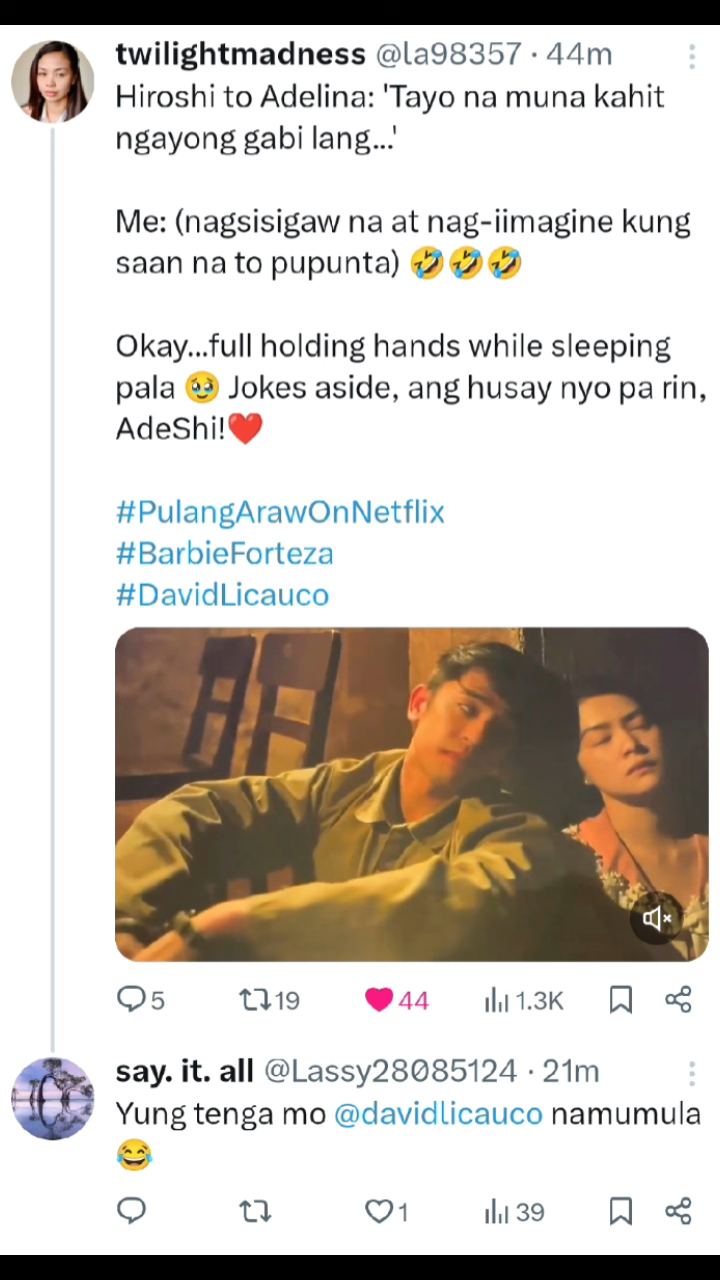 twilightmadness @la98357 · 44m
Hiroshi to Adelina: 'Tayo na muna kahit
ngayong gabi lang...'
Me: (nagsisigaw na at nag-iimagine kung
saan na to pupunta) 🤣🤣🤣
Okay...full holding hands while sleeping
pala 🥹 Jokes aside, ang husay nyo pa rin,
AdeShi!❤️
#PulangArawOnNetflix
#BarbieForteza
#DavidLicauco
5 19 44 1.3K
say. it. all @Lassy28085124 · 21m
Yung tenga mo @davidlicauco namumula
😂
1 39